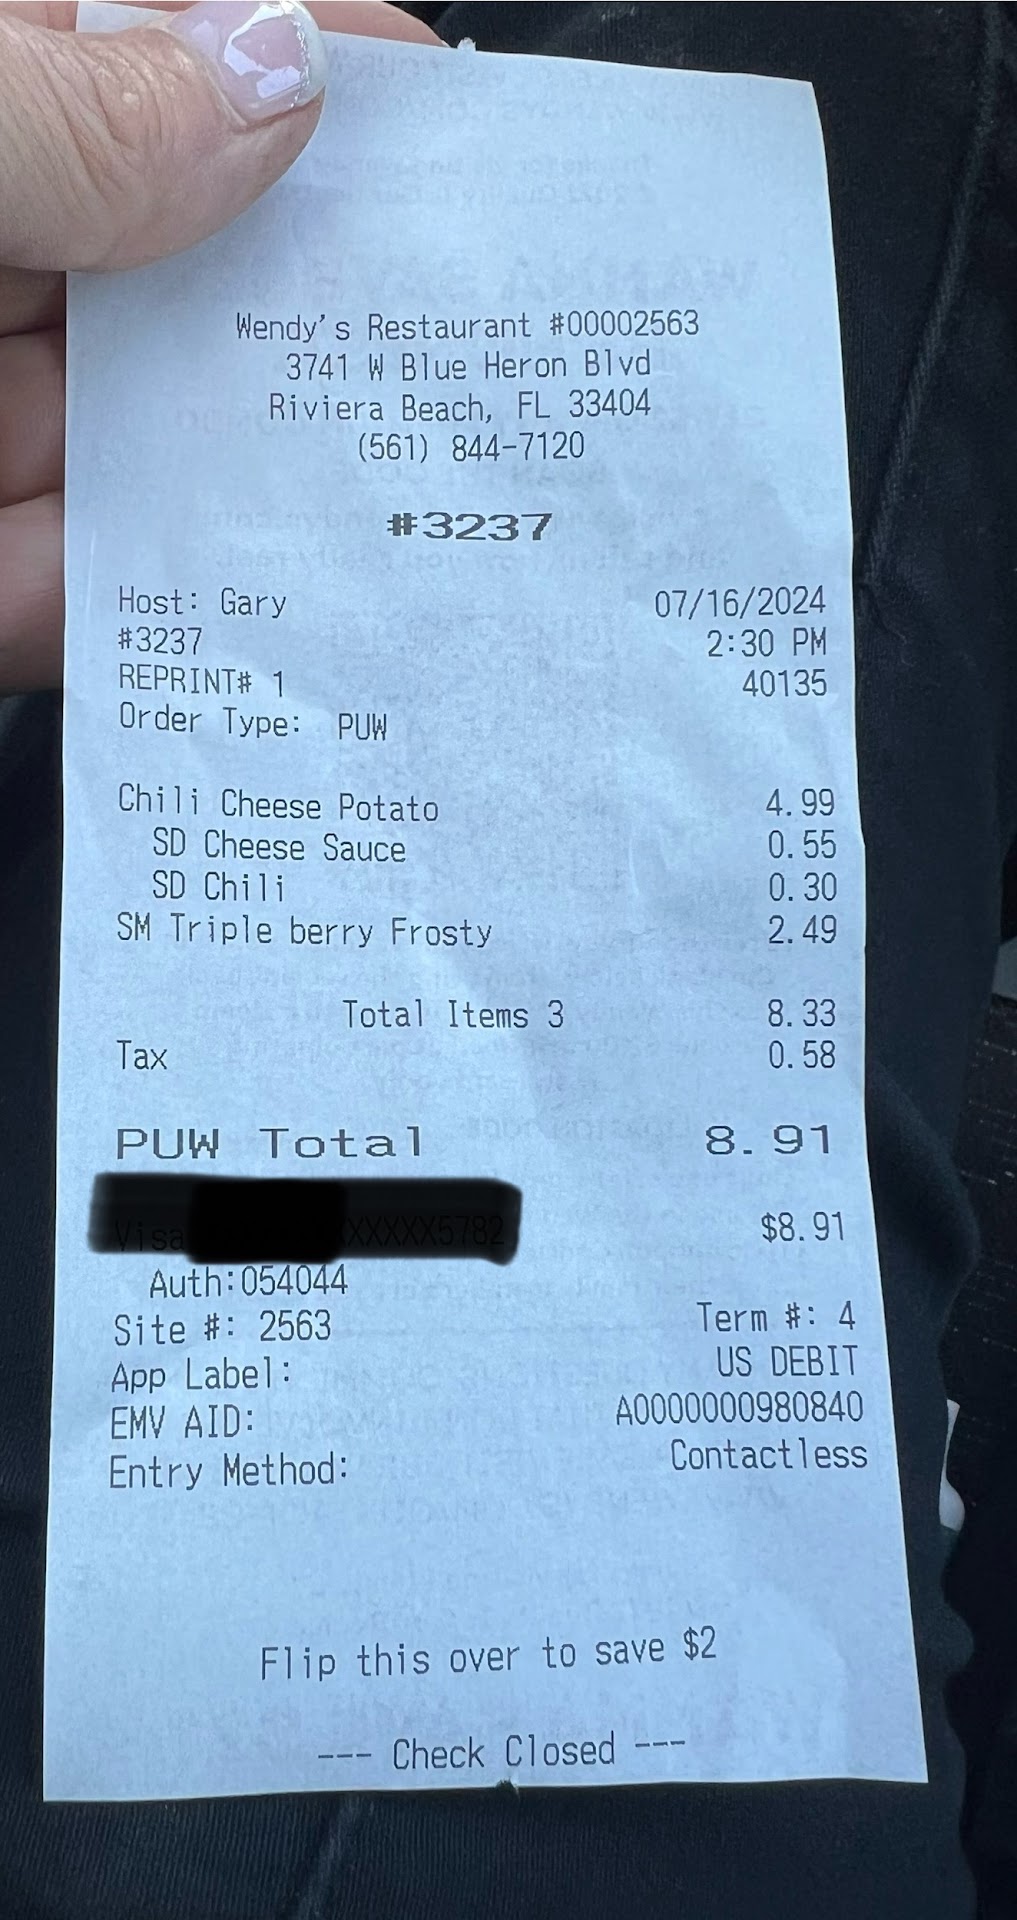 Wendy's Restaurant #00002563
3741 W Blue Heron Blvd
Riviera Beach, FL 33404
(561) 844-7120
#3237
Host: Gary 07/16/2024
#3237 2:30 PM
REPRINT# 1 40135
Order Type: PUW
Chili Cheese Potato 4.99
SD Cheese Sauce 0.55
SD Chili 0.30
SM Triple berry Frosty 2.49
Total Items 3 8.33
Tax 0.58
PUW Total 8.91
$8.91
Auth:054044
Site #: 2563 Term #: 4
App Label: US DEBIT
EMV AID: A0000000980840
Entry Method: Contactless
Flip this over to save $2
--- Check Closed ---